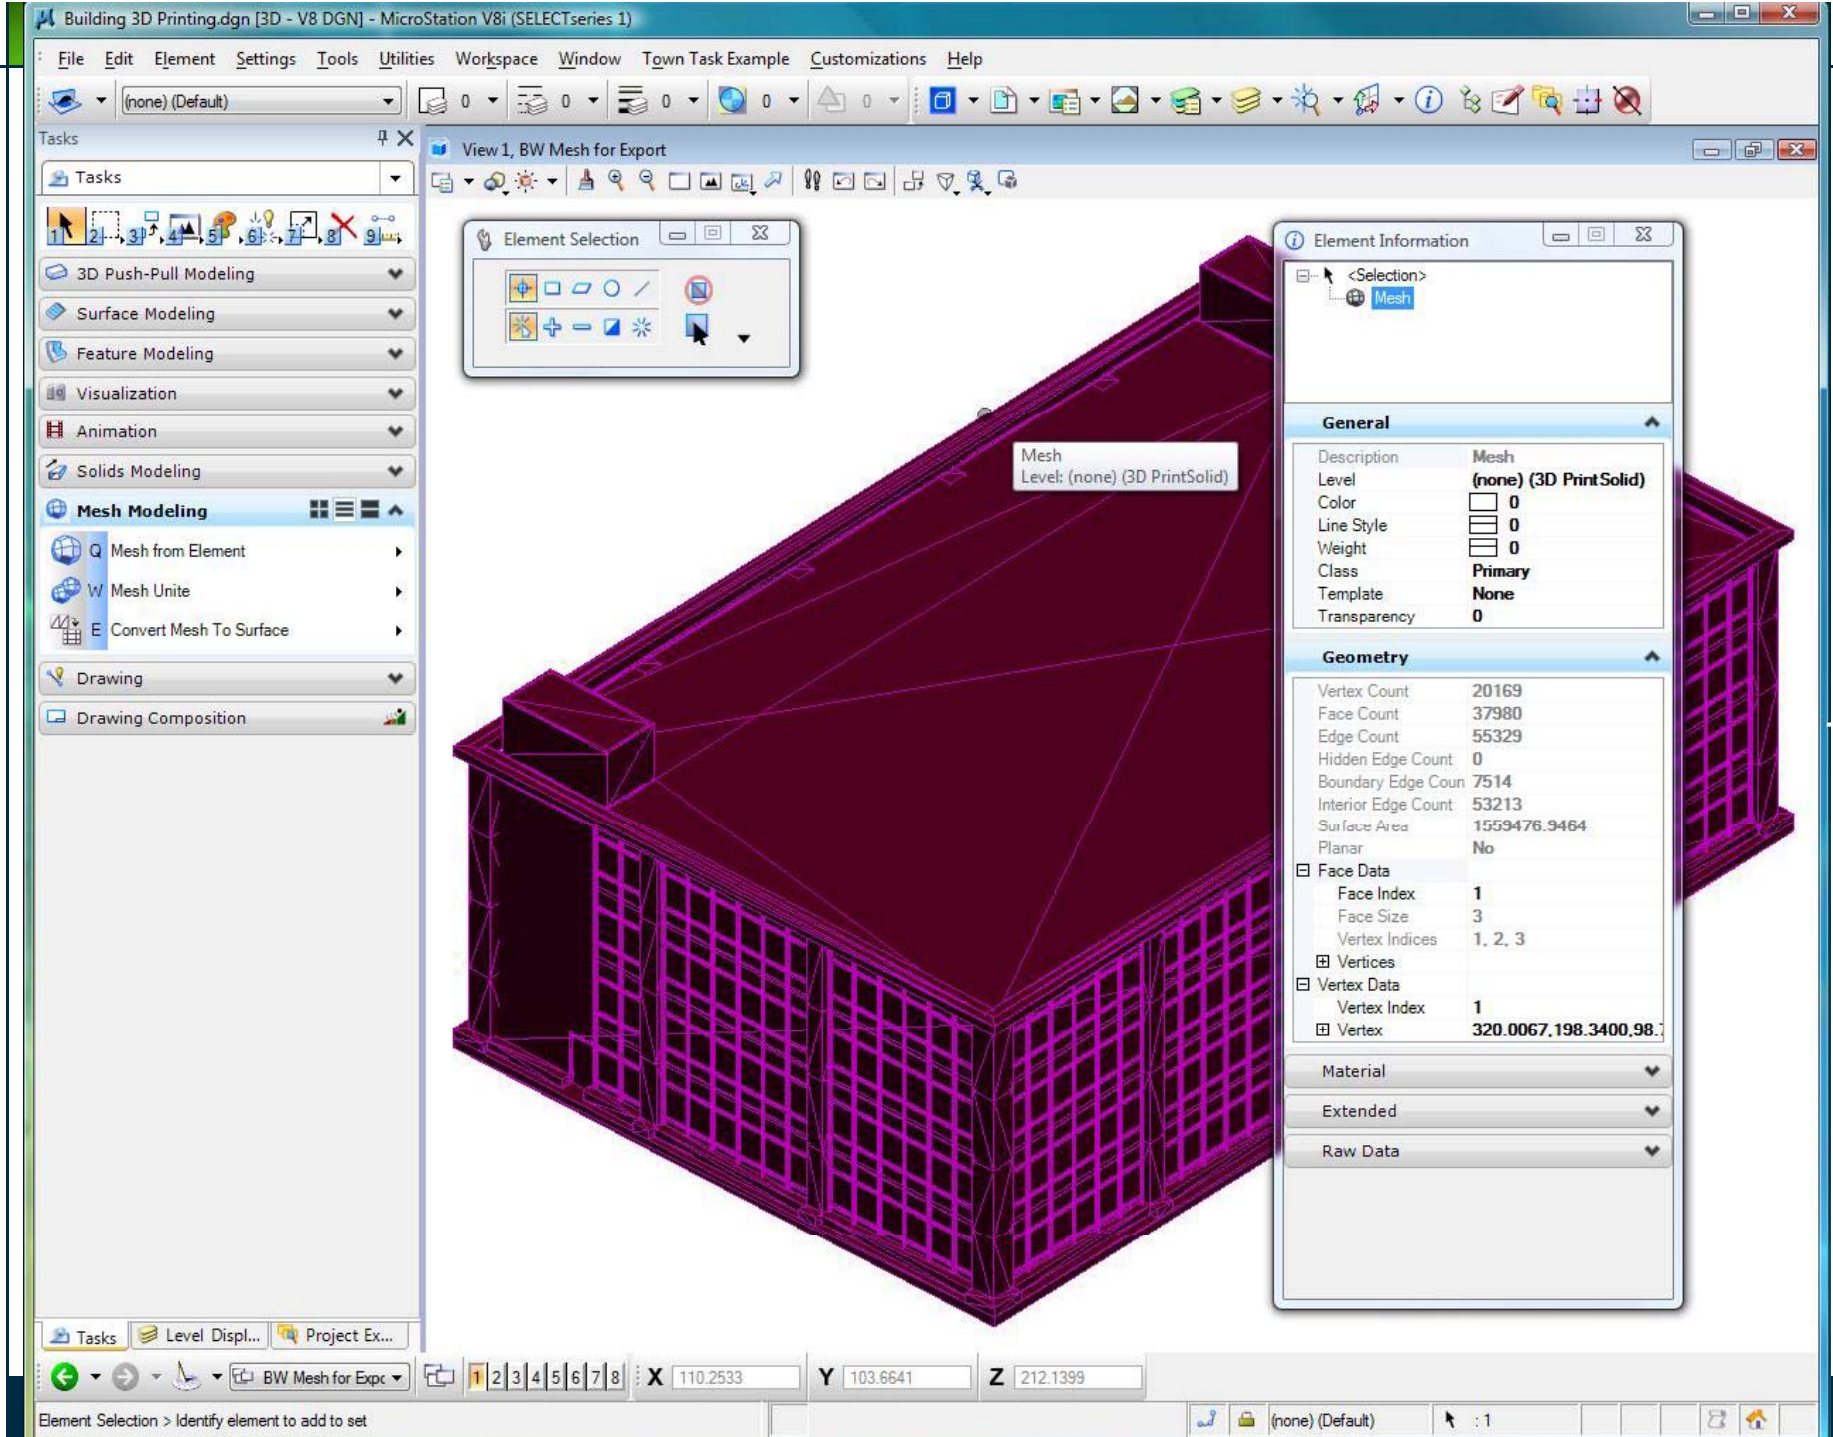 Building 3D Printing.dgn [3D - V8 DGN] - MicroStation V8i (SELECTseries 1)
File Edit Element Settings Tools Utilities Workspace Window Town Task Example Customizations Help
(none) (Default) 0 0 0 0 0
Tasks
View 1, BW Mesh for Export
Tasks
1 2 3 4 5 6 7 8 9
3D Push-Pull Modeling
Surface Modeling
Feature Modeling
Visualization
Animation
Solids Modeling
Mesh Modeling
Q Mesh from Element
W Mesh Unite
E Convert Mesh To Surface
Drawing
Drawing Composition
Element Selection
Mesh
Level: (none) (3D PrintSolid)
Element Information
<Selection>
Mesh
General
Description Mesh
Level (none) (3D PrintSolid)
Color 0
Line Style 0
Weight 0
Class Primary
Template None
Transparency 0
Geometry
Vertex Count 20169
Face Count 37980
Edge Count 55329
Hidden Edge Count 0
Boundary Edge Coun 7514
Interior Edge Count 53213
Surface Area 1559476.9464
Planar No
Face Data
Face Index 1
Face Size 3
Vertex Indices 1, 2, 3
Vertices
Vertex Data
Vertex Index 1
Vertex 320.0067,198.3400,98.
Material
Extended
Raw Data
Tasks Level Displ... Project Ex...
BW Mesh for Expc 1 2 3 4 5 6 7 8 X 110.2533 Y 103.6641 Z 212.1399
Element Selection > Identify element to add to set (none) (Default) : 1